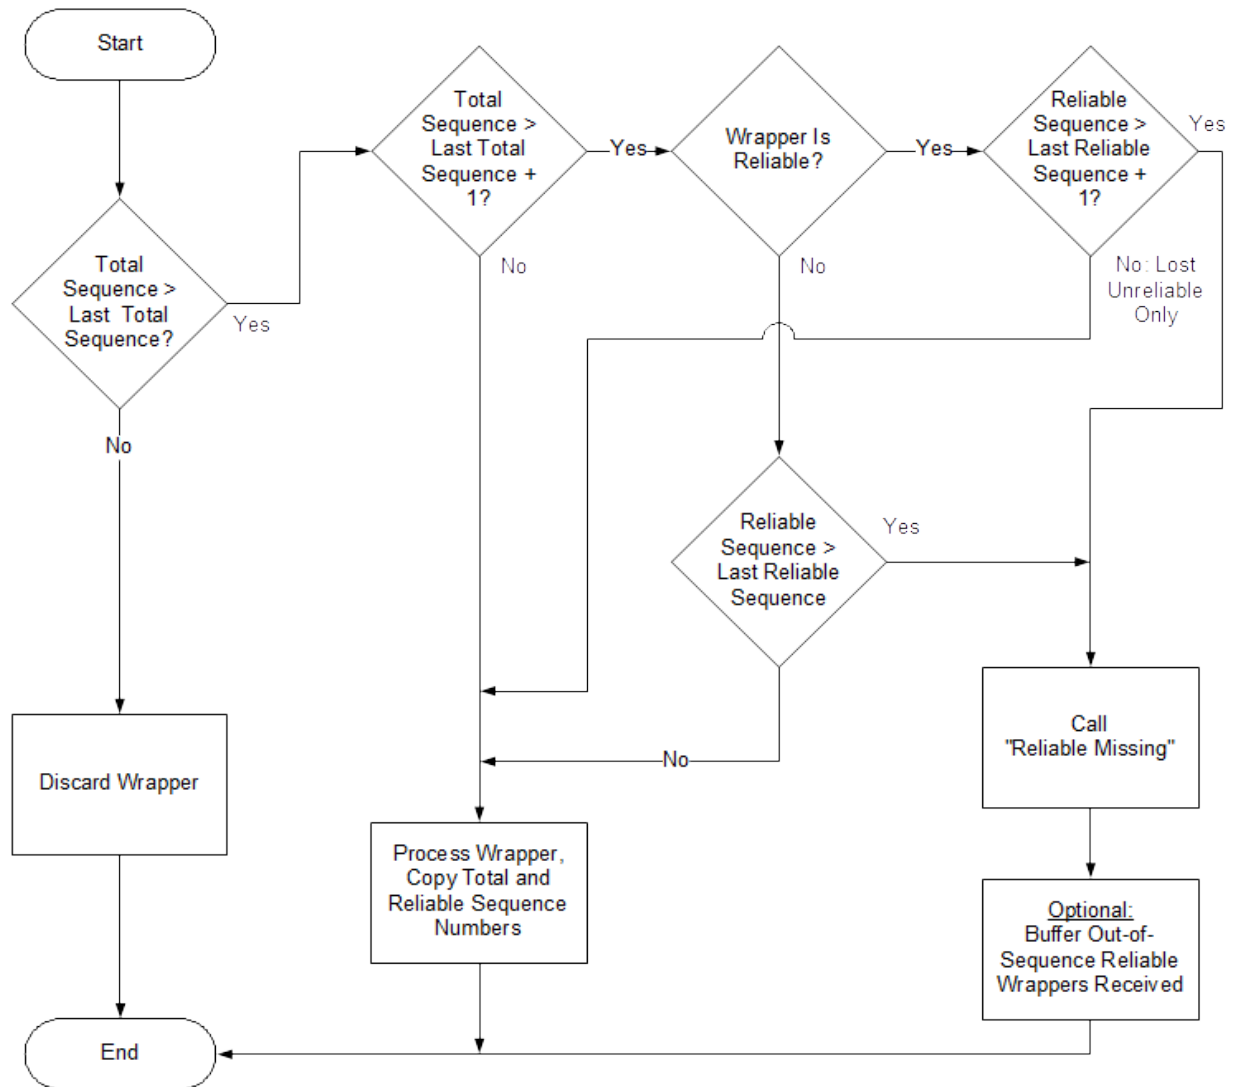 Start
Total
Sequence >
Last Total
Sequence +
1?
Yes
Wrapper Is
Reliable?
Yes
Reliable
Sequence >
Last Reliable
Sequence +
1?
Yes
Total
Sequence >
Last Total
Sequence?
Yes
No
No
No: Lost
Unreliable
Only
No
Reliable
Sequence >
Last Reliable
Sequence
Yes
No
Discard Wrapper
Call
"Reliable Missing"
Process Wrapper,
Copy Total and
Reliable Sequence
Numbers
Optional:
Buffer Out-of-
Sequence Reliable
Wrappers Received
End